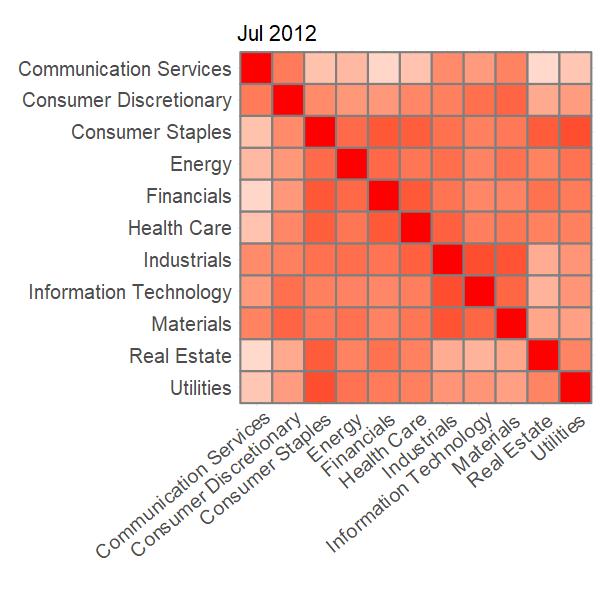 Jul 2012
Communication Services
Consumer Discretionary
Consumer Staples
Energy
Financials
Health Care
Industrials
Information Technology
Materials
Real Estate
Utilities
Communication Services
Consumer Discretionary
Consumer Staples
Energy
Financials
Health Care
Industrials
Information Technology
Materials
Real Estate
Utilities